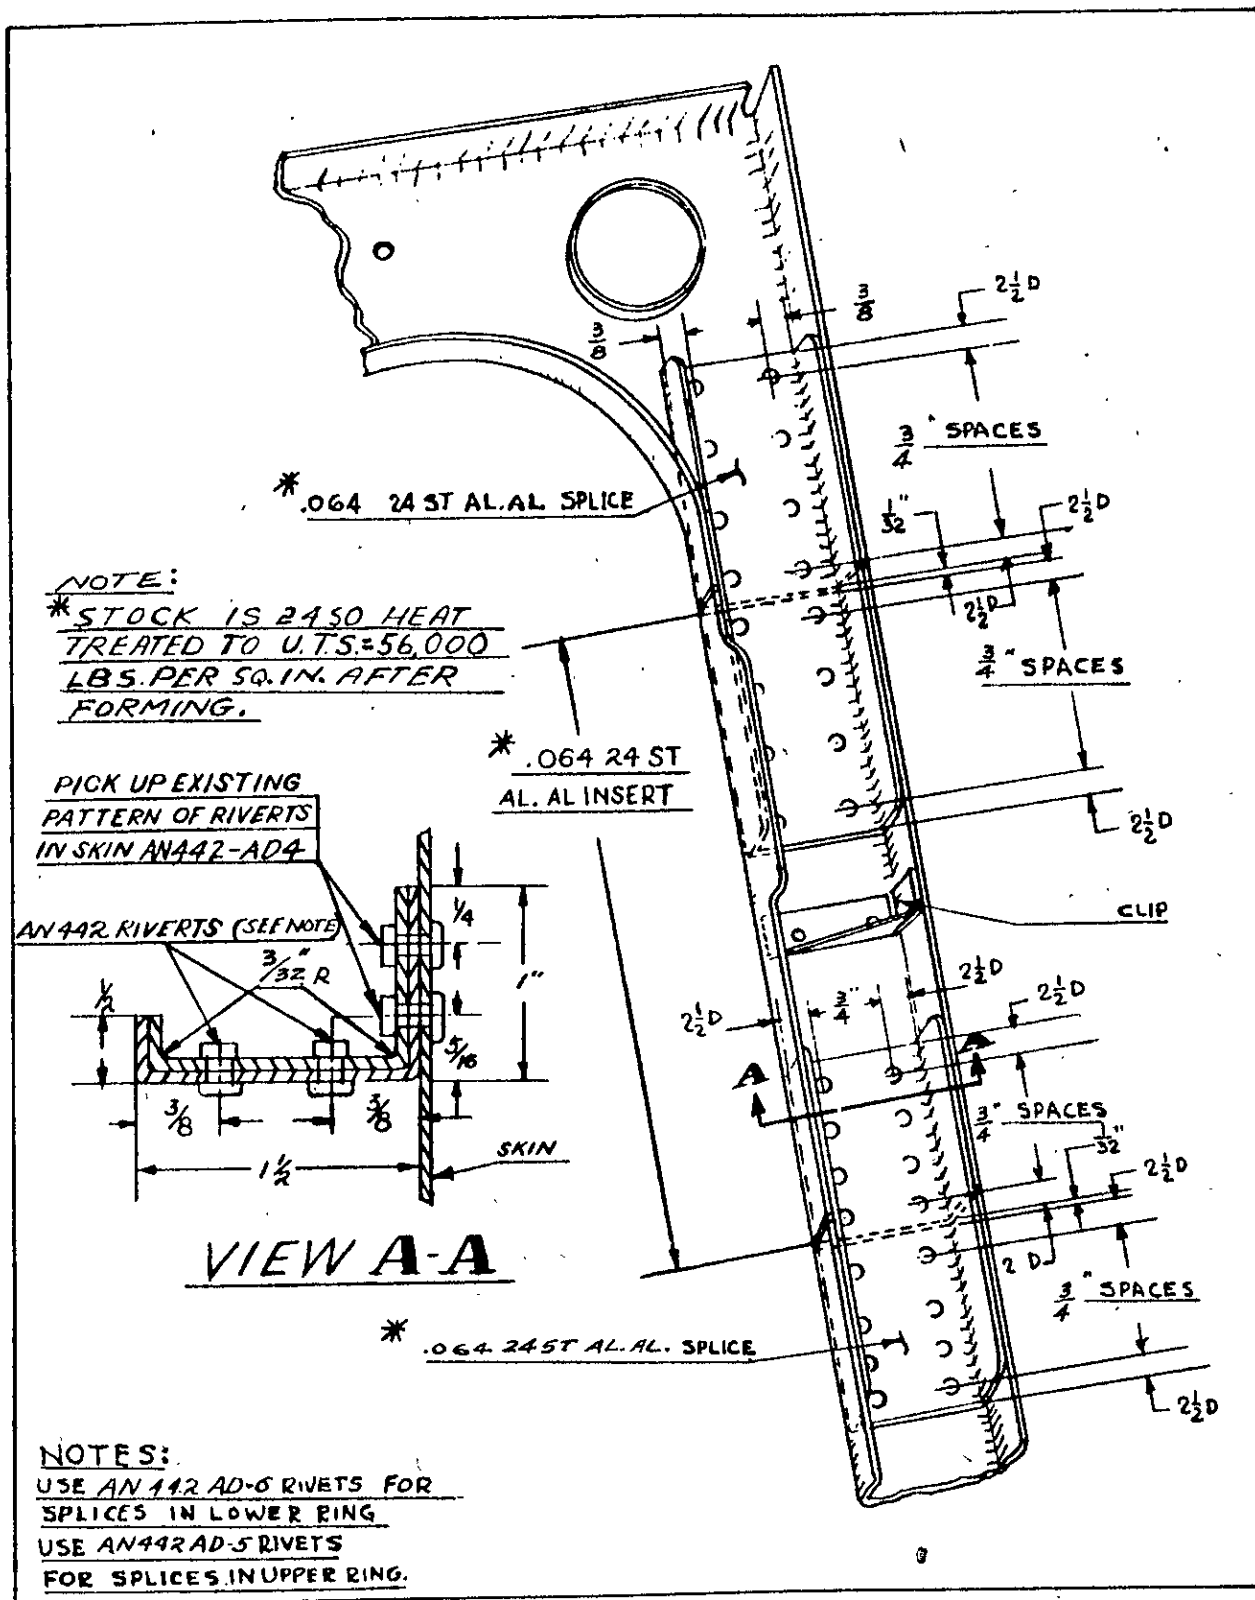 2½D
3/8
3/8
3/4" SPACES
* .064 24 ST AL.AL SPLICE
1/32"
2½D
NOTE:
* STOCK IS 24SO HEAT
TREATED TO U.T.S.=56,000
LBS. PER SQ. IN. AFTER
FORMING.
2½D
3/4" SPACES
* .064 24 ST
AL. AL INSERT
2½D
PICK UP EXISTING
PATTERN OF RIVERTS
IN SKIN AN442-AD4
AN442 RIVERTS (SEE NOTE)
3/32" R
1/4
1"
1/2
5/16
3/8
3/8
1 1/2
SKIN
VIEW A-A
CLIP
2½D
3/4"
2½D
2½D
A
A
3/4" SPACES
1/32"
2½D
2 D
3/4" SPACES
* .064 24ST AL.AL. SPLICE
2½D
NOTES:
USE AN 442 AD-6 RIVETS FOR
SPLICES IN LOWER RING
USE AN442AD-5 RIVETS
FOR SPLICES IN UPPER RING.